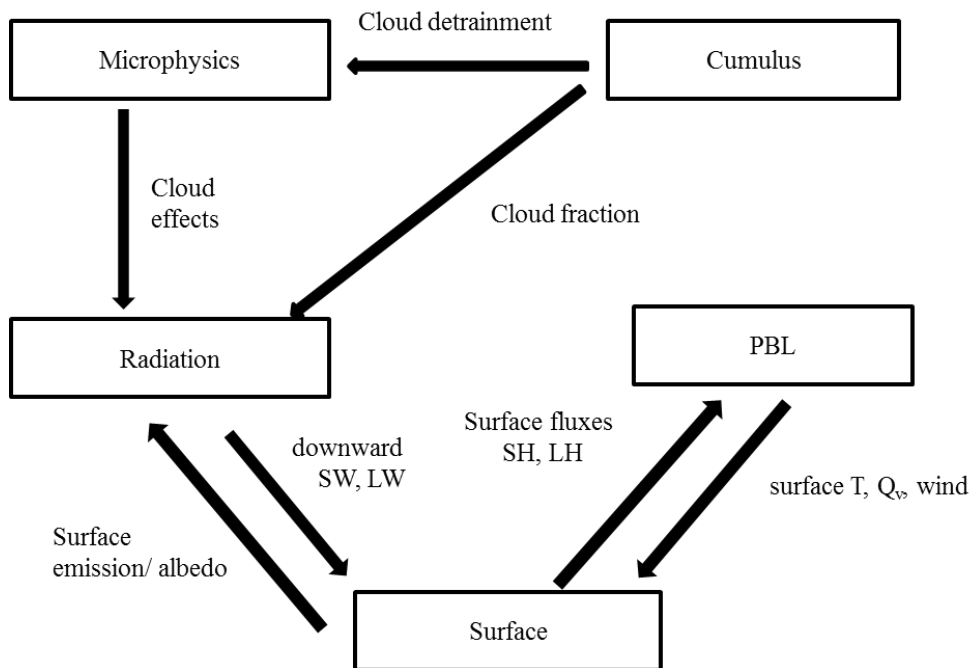 Cloud detrainment
Microphysics
Cumulus
Cloud
effects
Cloud fraction
Radiation
PBL
downward
SW, LW
Surface fluxes
SH, LH
surface T, Qᵥ, wind
Surface
emission/ albedo
Surface